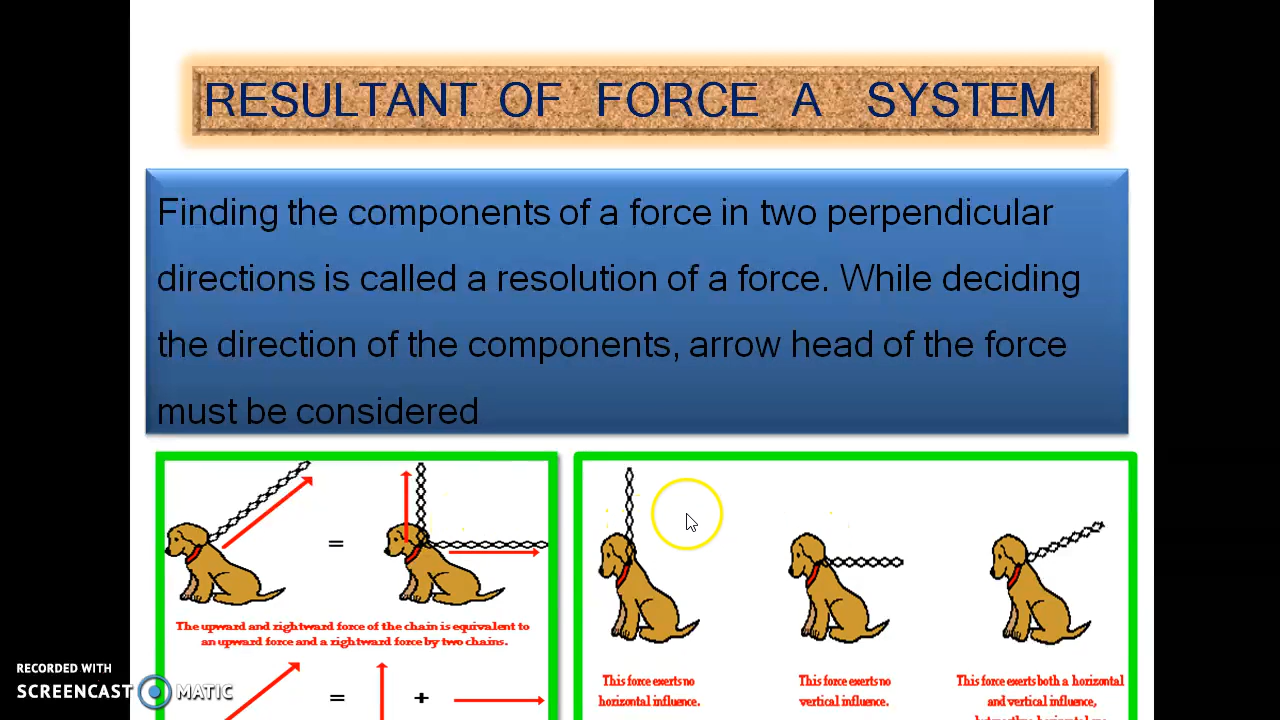 RESULTANT OF FORCE A SYSTEM
Finding the components of a force in two perpendicular
directions is called a resolution of a force. While deciding
the direction of the components, arrow head of the force
must be considered
=
The upward and rightward force of the chain is equivalent to
an upward force and a rightward force by two chains.
= +
This force exerts no
horizontal influence.
This force exerts no
vertical influence.
This force exerts both a horizontal
and vertical influence,
RECORDED WITH
SCREENCAST MATIC